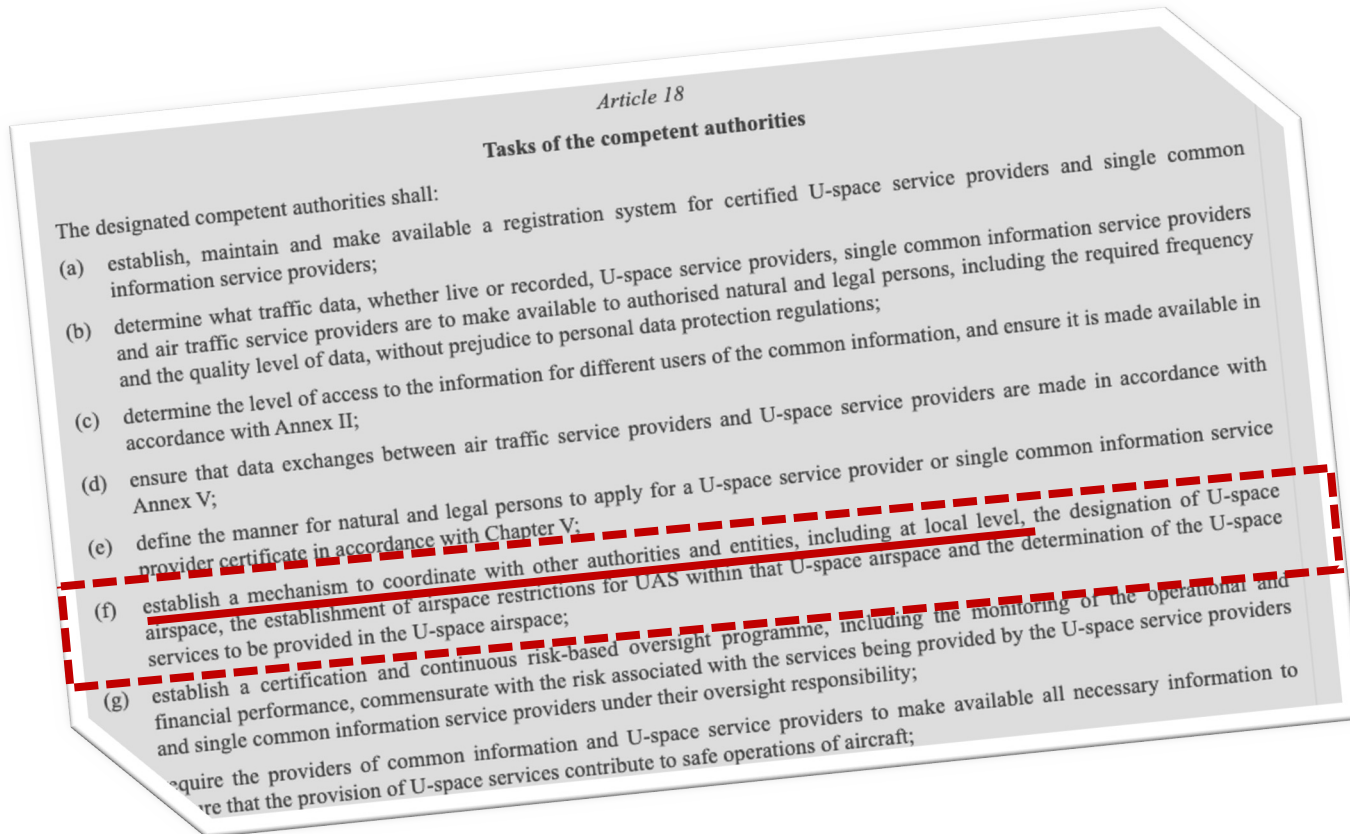 Article 18
Tasks of the competent authorities
The designated competent authorities shall:
(a) establish, maintain and make available a registration system for certified U-space service providers and single common
information service providers;
(b) determine what traffic data, whether live or recorded, U-space service providers, single common information service providers
and air traffic service providers are to make available to authorised natural and legal persons, including the required frequency
and the quality level of data, without prejudice to personal data protection regulations;
(c) determine the level of access to the information for different users of the common information, and ensure it is made available in
accordance with Annex II;
(d) ensure that data exchanges between air traffic service providers and U-space service providers are made in accordance with
Annex V;
(e) define the manner for natural and legal persons to apply for a U-space service provider or single common information service
provider certificate in accordance with Chapter V;
(f) establish a mechanism to coordinate with other authorities and entities, including at local level, the designation of U-space
airspace, the establishment of airspace restrictions for UAS within that U-space airspace and the determination of the U-space
services to be provided in the U-space airspace;
(g) establish a certification and continuous risk-based oversight programme, including the monitoring of the operational and
financial performance, commensurate with the risk associated with the services being provided by the U-space service providers
and single common information service providers under their oversight responsibility;
equire the providers of common information and U-space service providers to make available all necessary information to
re that the provision of U-space services contribute to safe operations of aircraft;